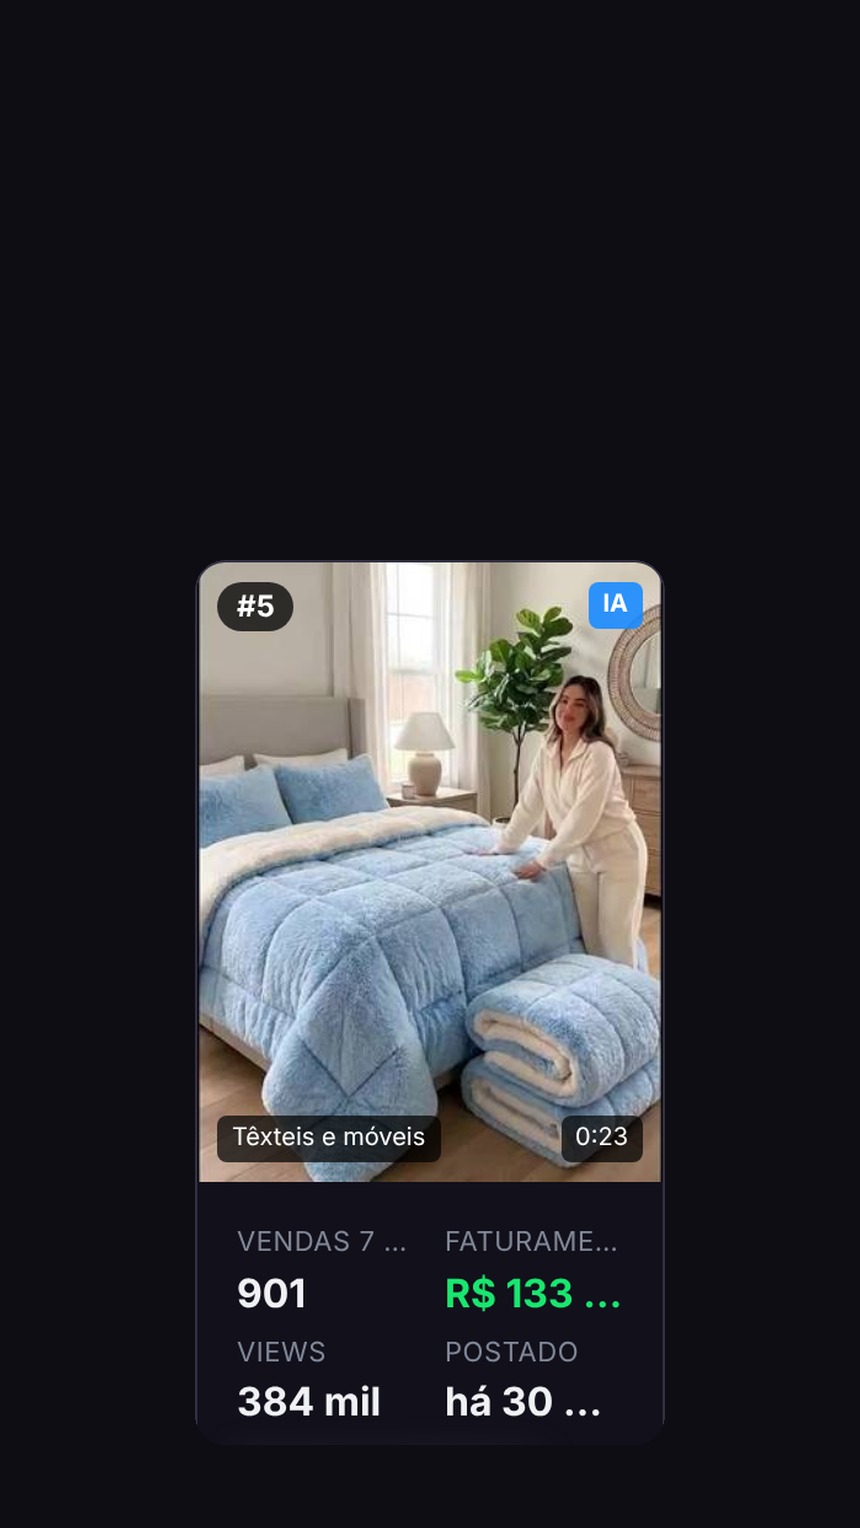 #5
IA
Têxteis e móveis
0:23
VENDAS 7 ...
FATURAME...
901
R$ 133 ...
VIEWS
POSTADO
384 mil
há 30 ...